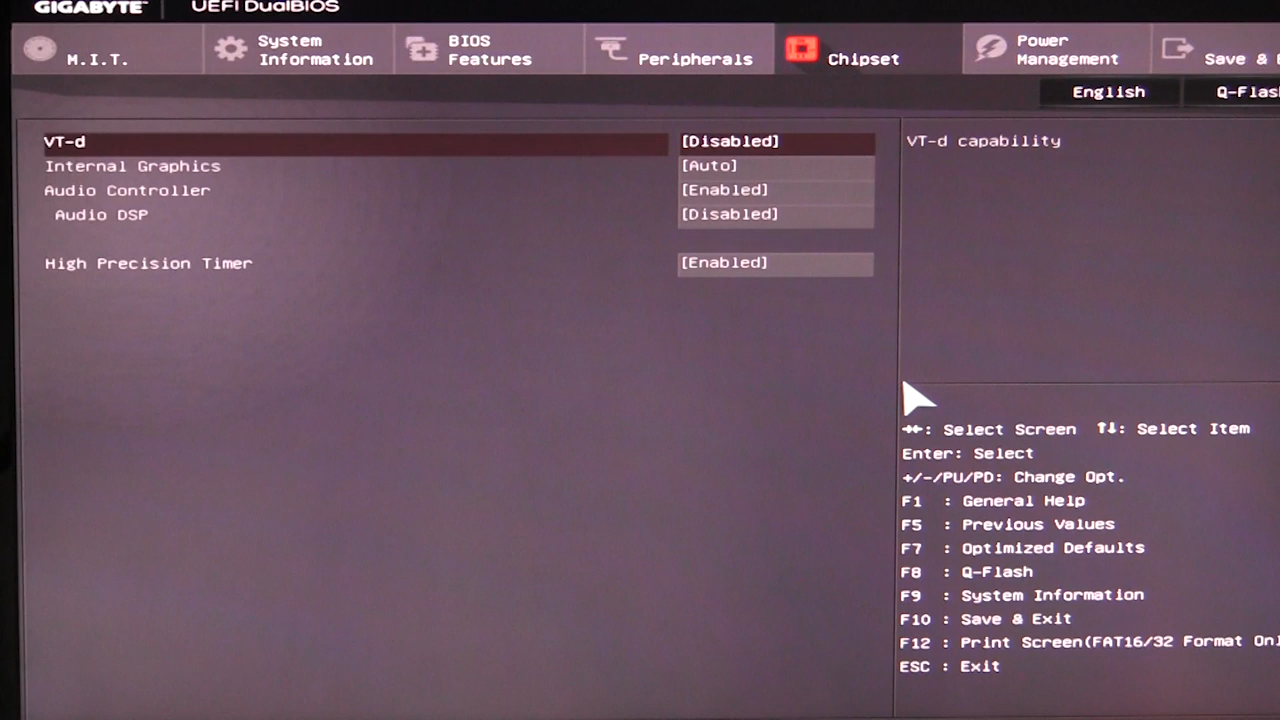 GIGABYTE UEFI DualBIOS
M.I.T.
System
Information
BIOS
Features
Peripherals
Chipset
Power
Management
Save &
English
Q-Flas
VT-d [Disabled]
Internal Graphics [Auto]
Audio Controller [Enabled]
Audio DSP [Disabled]
High Precision Timer [Enabled]
VT-d capability
→←: Select Screen ↑↓: Select Item
Enter: Select
+/-/PU/PD: Change Opt.
F1 : General Help
F5 : Previous Values
F7 : Optimized Defaults
F8 : Q-Flash
F9 : System Information
F10 : Save & Exit
F12 : Print Screen(FAT16/32 Format Onl
ESC : Exit